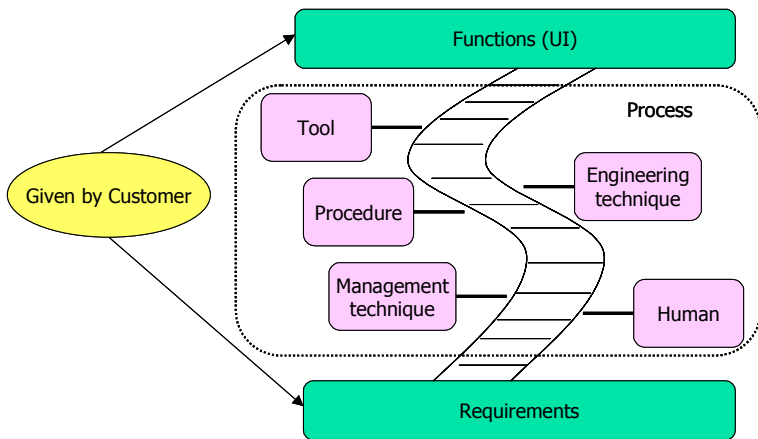 Functions (UI)
Process
Tool
Engineering
technique
Given by Customer
Procedure
Management
technique
Human
Requirements